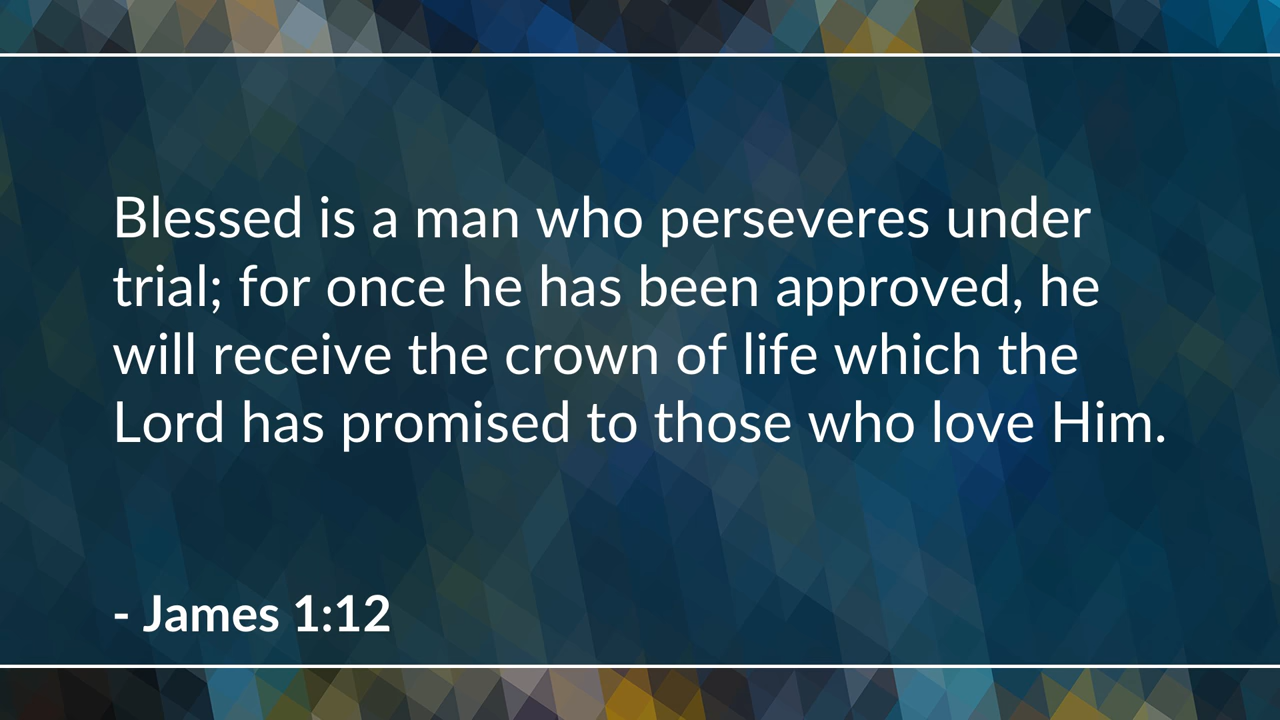 Blessed is a man who perseveres under
trial; for once he has been approved, he
will receive the crown of life which the
Lord has promised to those who love Him.
- James 1:12